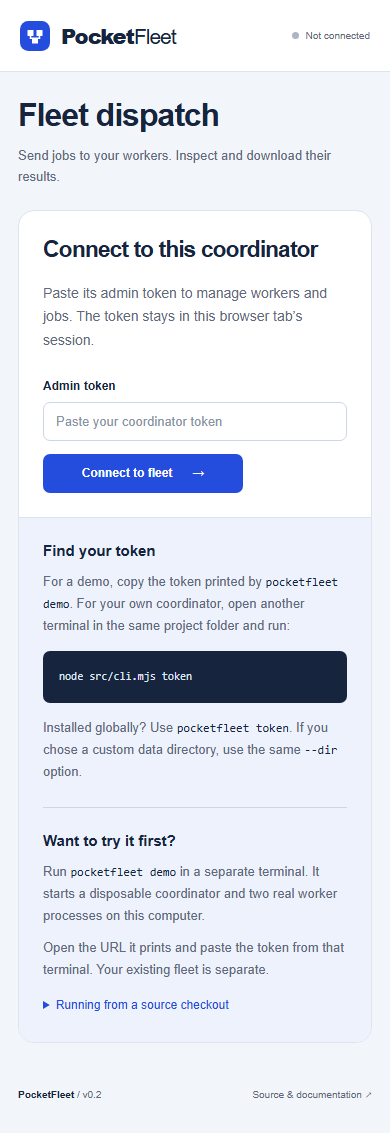 PocketFleet
Not connected
Fleet dispatch
Send jobs to your workers. Inspect and download their
results.
Connect to this coordinator
Paste its admin token to manage workers and
jobs. The token stays in this browser tab's
session.
Admin token
Paste your coordinator token
Connect to fleet →
Find your token
For a demo, copy the token printed by pocketfleet
demo. For your own coordinator, open another
terminal in the same project folder and run:
node src/cli.mjs token
Installed globally? Use pocketfleet token. If you
chose a custom data directory, use the same --dir
option.
Want to try it first?
Run pocketfleet demo in a separate terminal. It
starts a disposable coordinator and two real worker
processes on this computer.
Open the URL it prints and paste the token from that
terminal. Your existing fleet is separate.
▶ Running from a source checkout
PocketFleet / v0.2
Source & documentation ↗